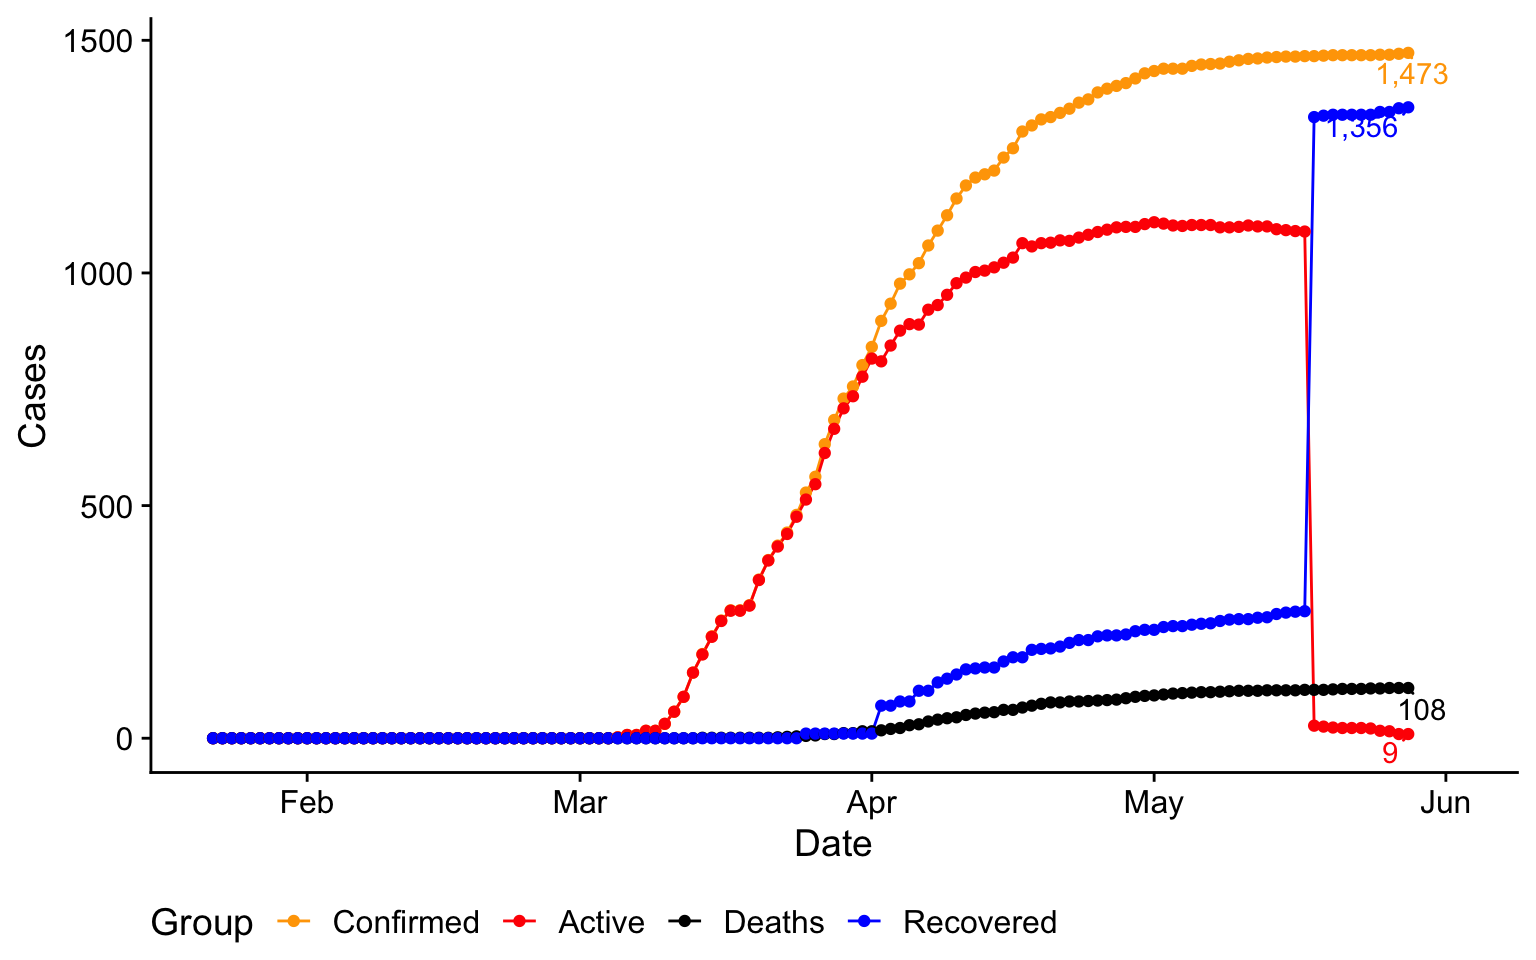 1500
1,473
1,356
1000
Cases
500
108
0
9
Feb Mar Apr May Jun
Date
Group Confirmed Active Deaths Recovered